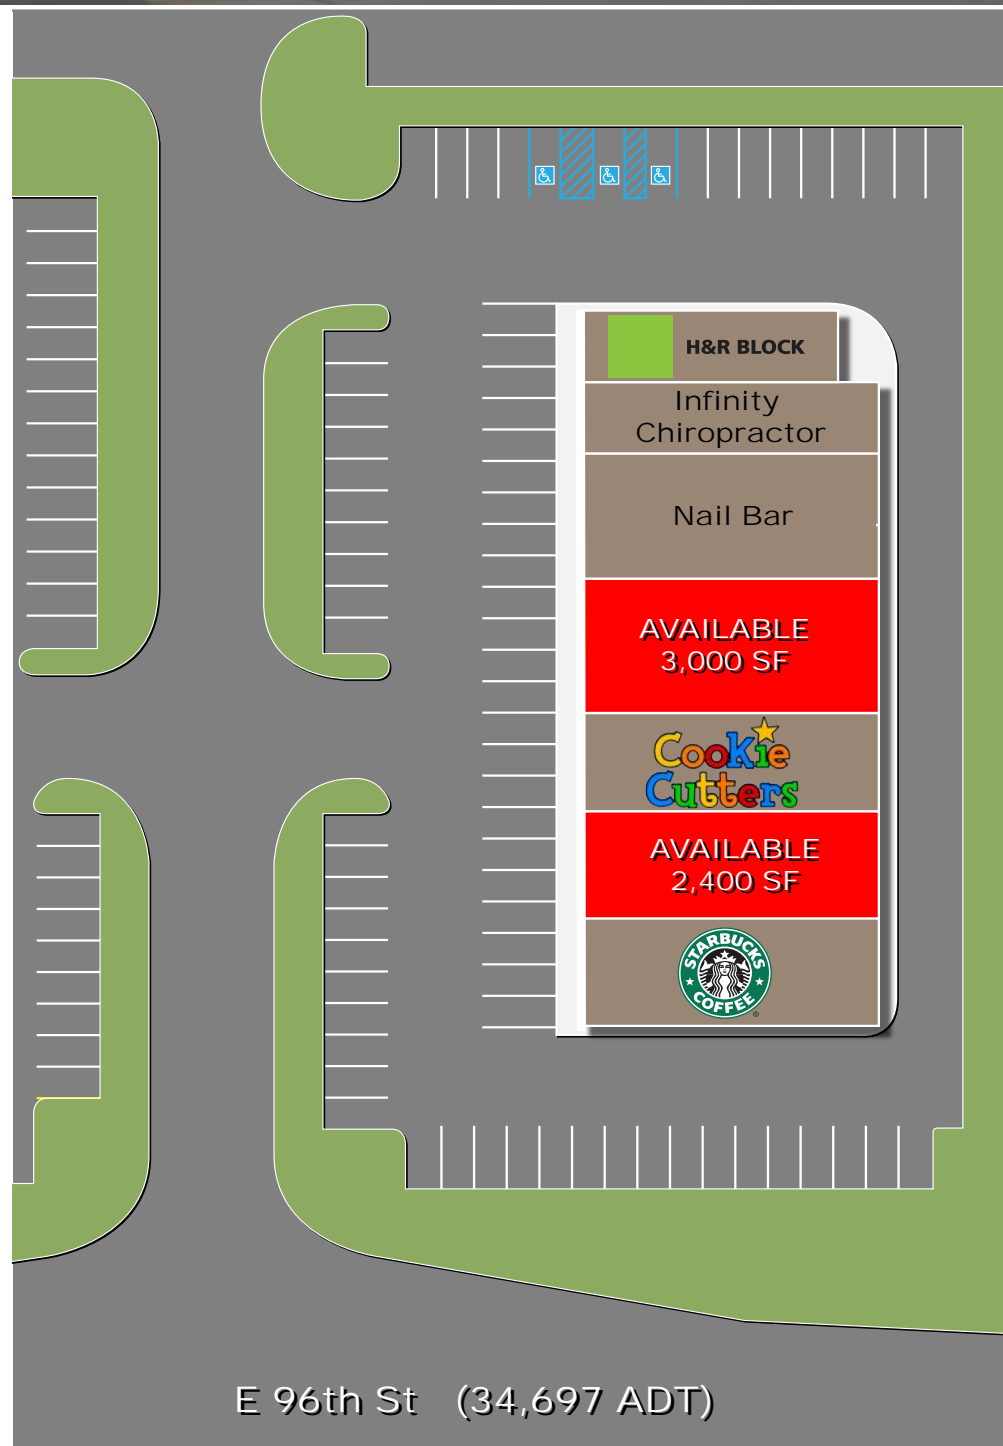 H&R BLOCK
Infinity
Chiropractor
Nail Bar
AVAILABLE
3,000 SF
Cookie
Cutters
AVAILABLE
2,400 SF
STARBUCKS
COFFEE
®
E 96th St (34,697 ADT)